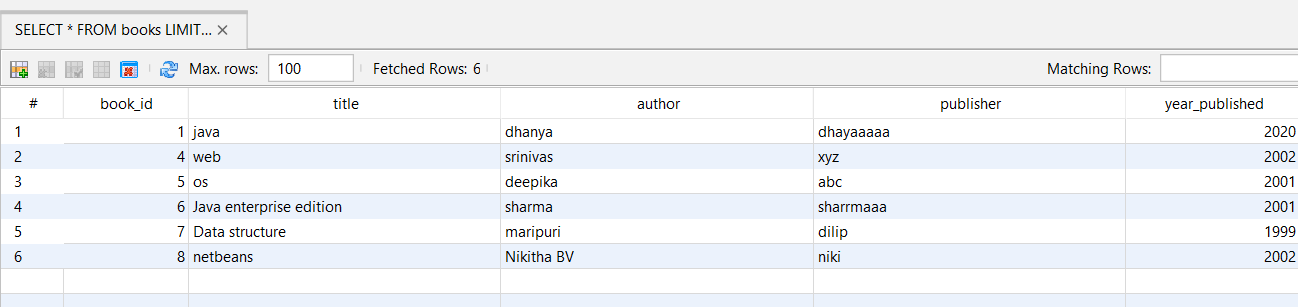 SELECT * FROM books LIMIT...
Max. rows: 100 Fetched Rows: 6 Matching Rows:
# book_id title author publisher year_published
1 1 java dhanya dhayaaaaa 2020
2 4 web srinivas xyz 2002
3 5 os deepika abc 2001
4 6 Java enterprise edition sharma sharrmaaa 2001
5 7 Data structure maripuri dilip 1999
6 8 netbeans Nikitha BV niki 2002